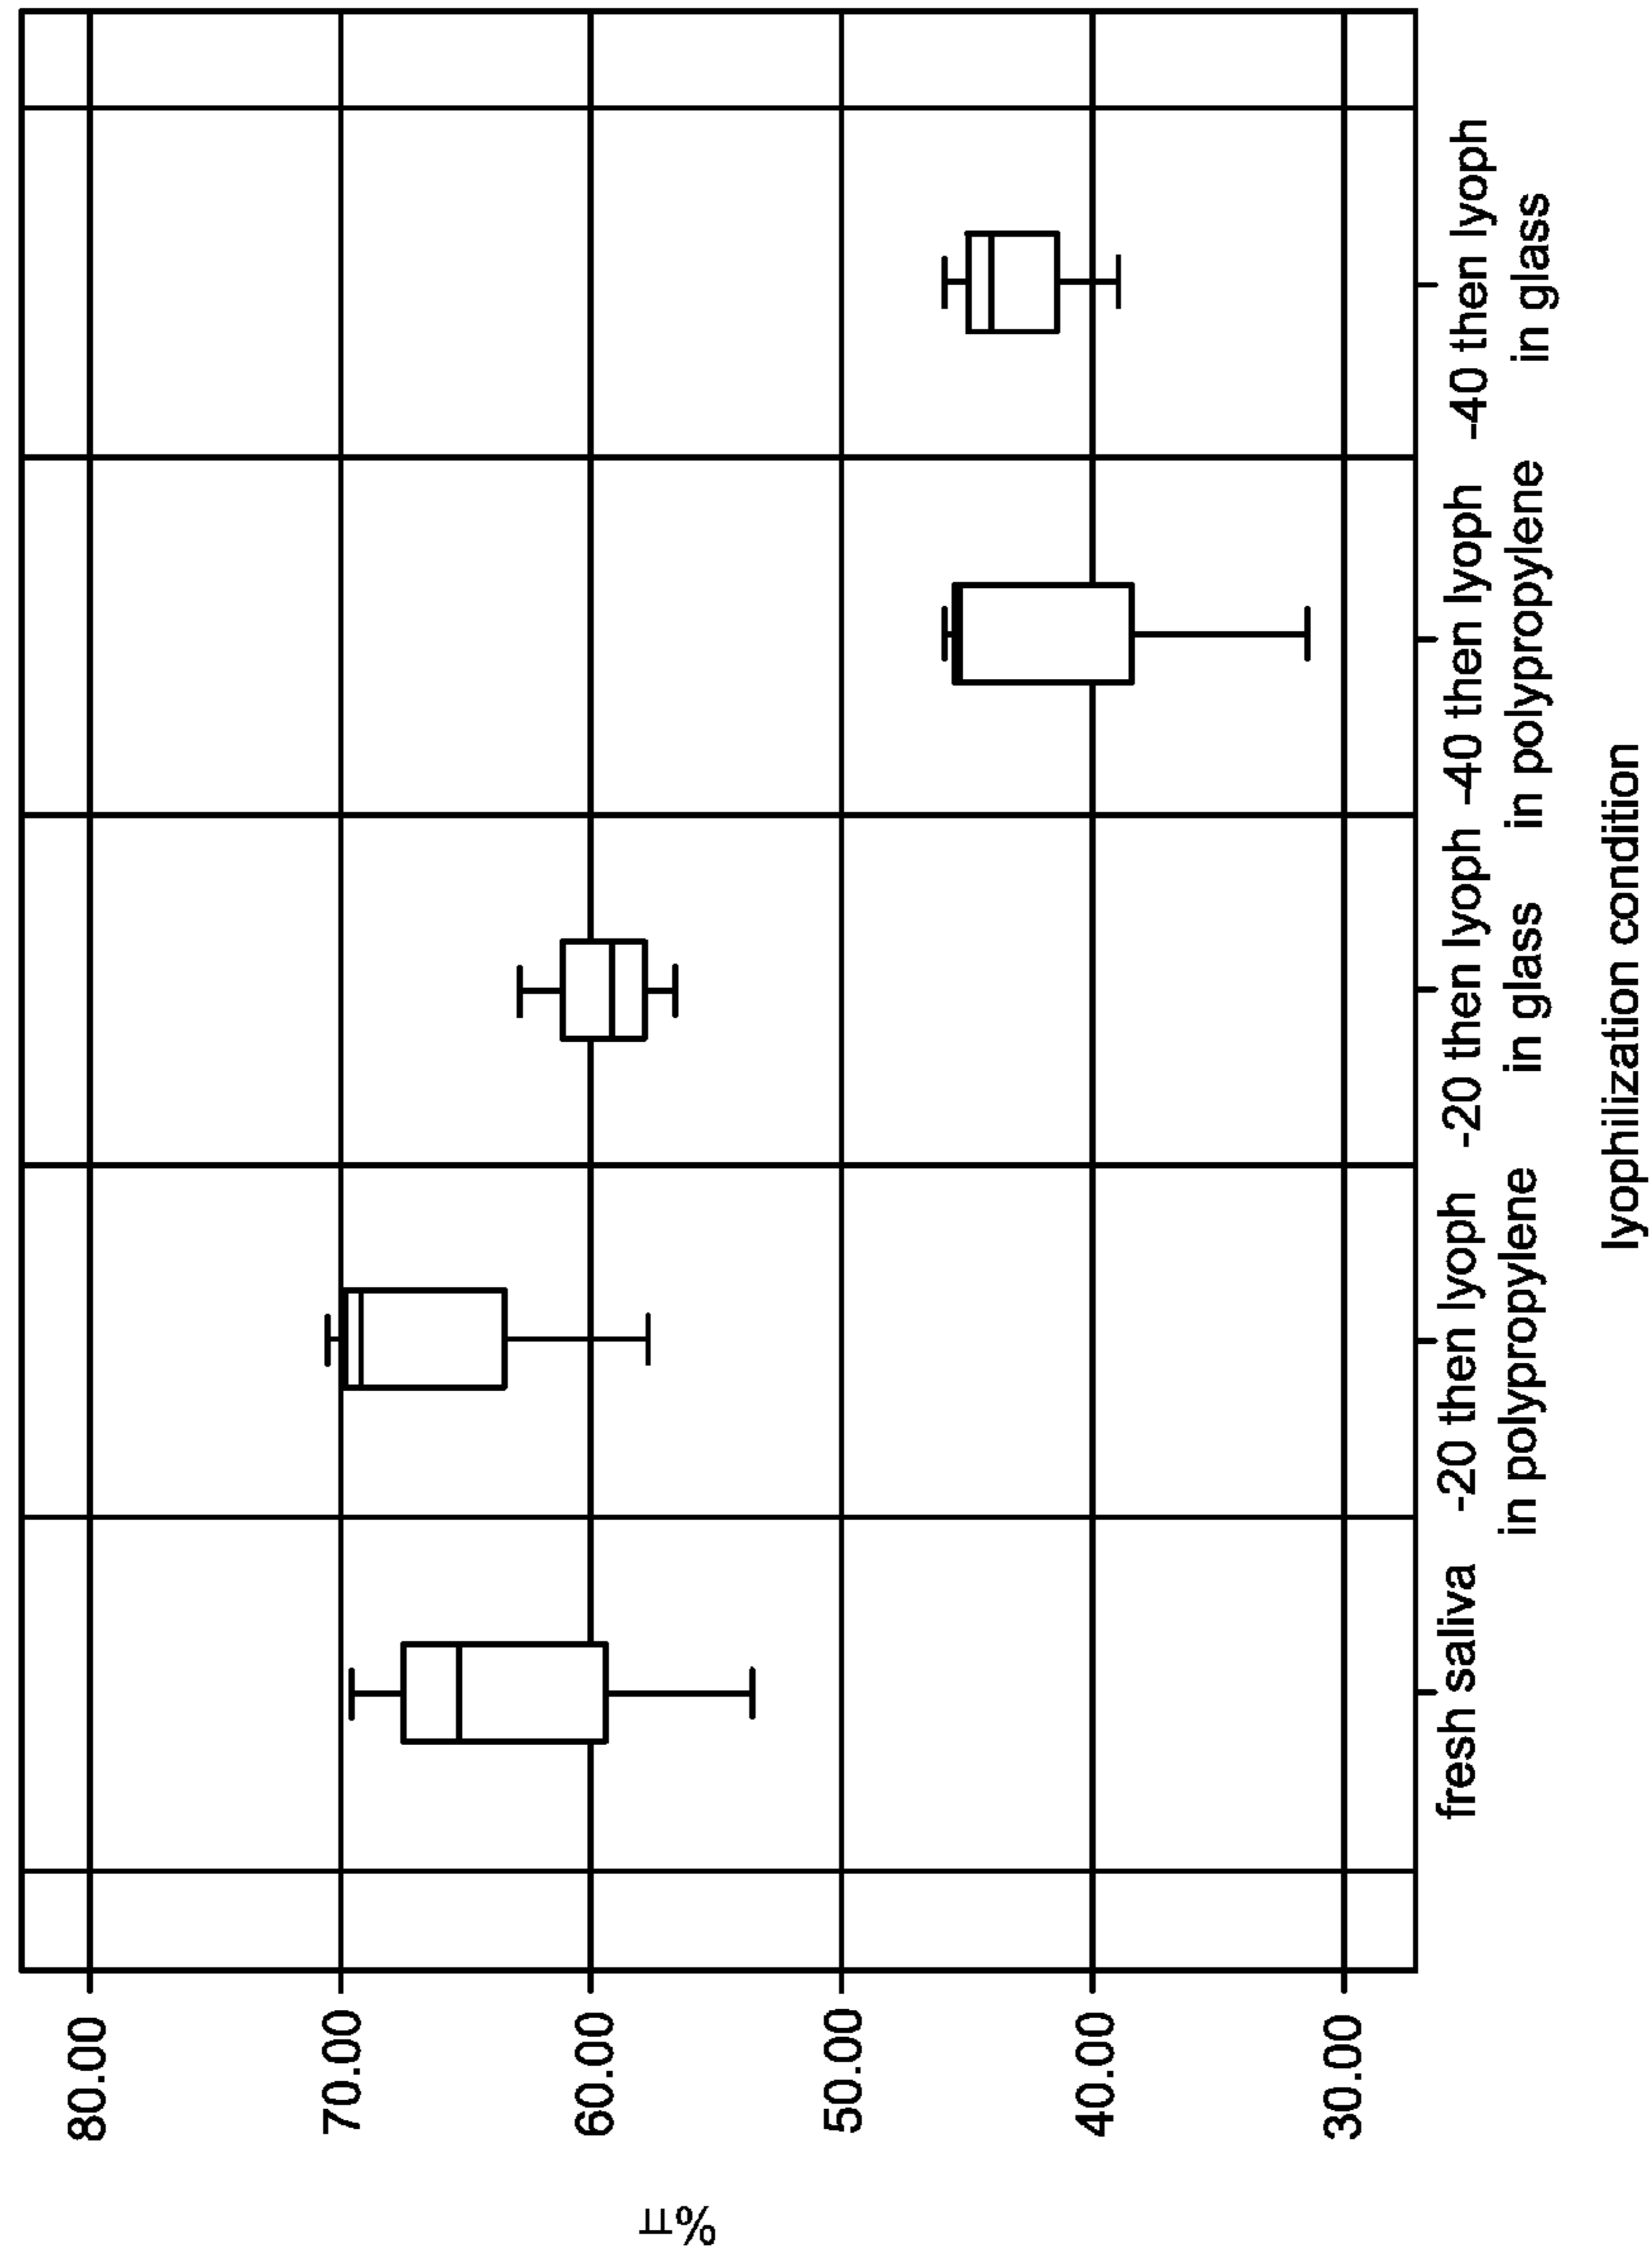 %π
80.00
70.00
60.00
50.00
40.00
30.00
fresh saliva
-20 then lyoph
in polypropylene
-20 then lyoph
in glass
-40 then lyoph
in polypropylene
-40 then lyoph
in glass
lyophilization condition